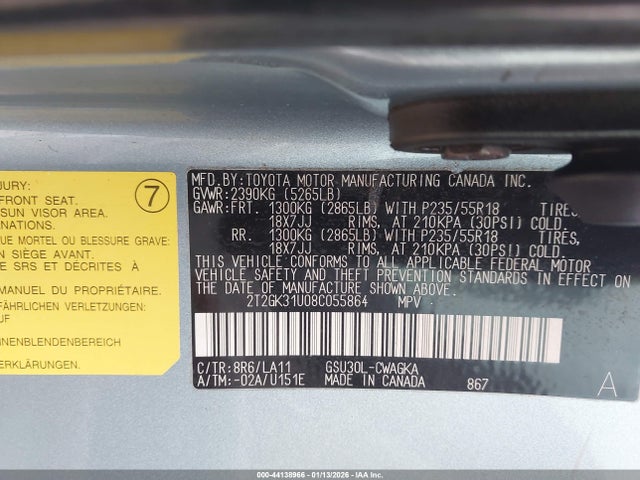 JURY:
FRONT SEAT.
SUN VISOR AREA.
ANATIONS.
QUE MORTEL OU BLESSURE GRAVE:
EN SIÈGE AVANT.
E SRS ET DÉCRITES À
U PROPRIÉTAIRE.
FÄHRLICHEN VERLETZUNGEN:
UF
NNENBLENDENBEREICH
ERKLÄRUNGEN.
7
MFD.BY:TOYOTA MOTOR MANUFACTURING CANADA INC.
GVWR:2390KG (5265LB)
GAWR:FRT. 1300KG (2865LB) WITH P235/55R18 TIRES,
18X7JJ RIMS, AT 210KPA (30PSI) COLD
RR. 1300KG (2865LB) WITH P235/55R18 TIRES,
18X7JJ RIMS, AT 210KPA (30PSI) COLD
THIS VEHICLE CONFORMS TO ALL APPLICABLE FEDERAL MOTOR
VEHICLE SAFETY AND THEFT PREVENTION STANDARDS IN EFFECT ON
THE DATE OF MANUFACTURE SHOWN ABOVE.
2T2GK31U08C055864 MPV
C/TR:8R6/LA11 GSU30L-CWAGKA
A/TM:-02A/U151E MADE IN CANADA 867
A
000-44138966 | 01/13/2026 | IAA Inc.